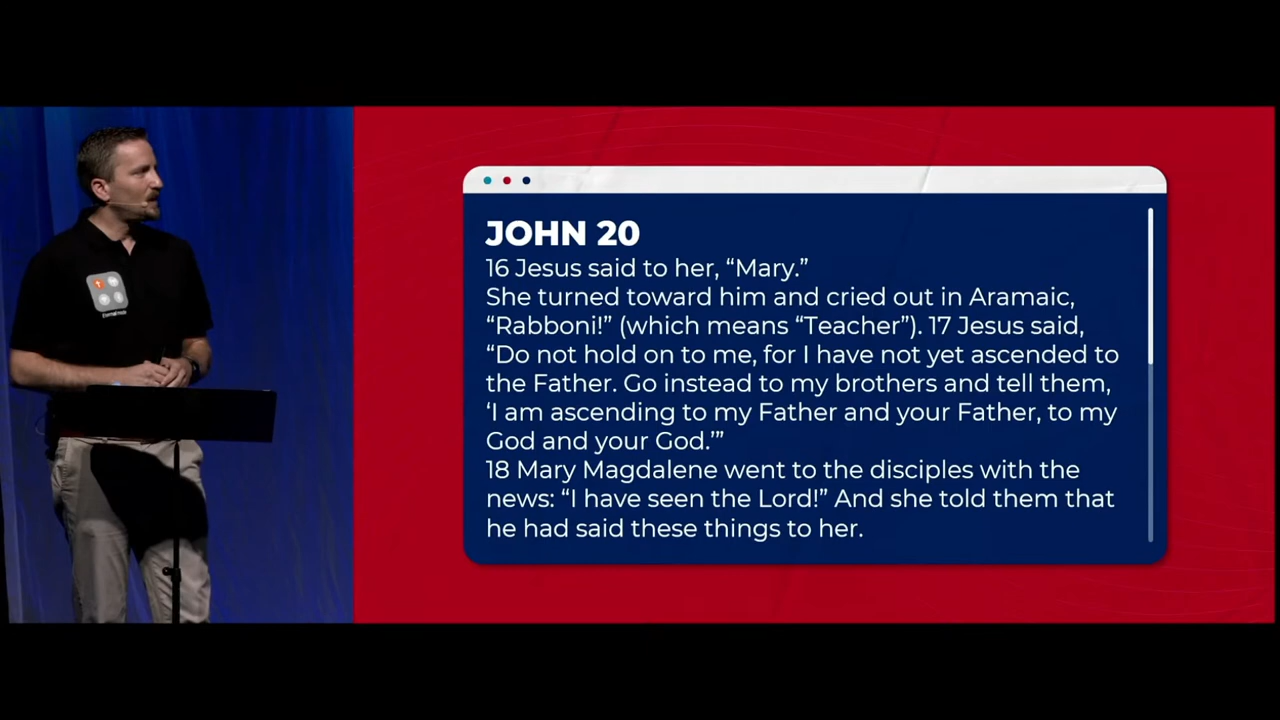 JOHN 20
16 Jesus said to her, “Mary.”
She turned toward him and cried out in Aramaic,
“Rabboni!” (which means “Teacher”). 17 Jesus said,
“Do not hold on to me, for I have not yet ascended to
the Father. Go instead to my brothers and tell them,
‘I am ascending to my Father and your Father, to my
God and your God.’”
18 Mary Magdalene went to the disciples with the
news: “I have seen the Lord!” And she told them that
he had said these things to her.